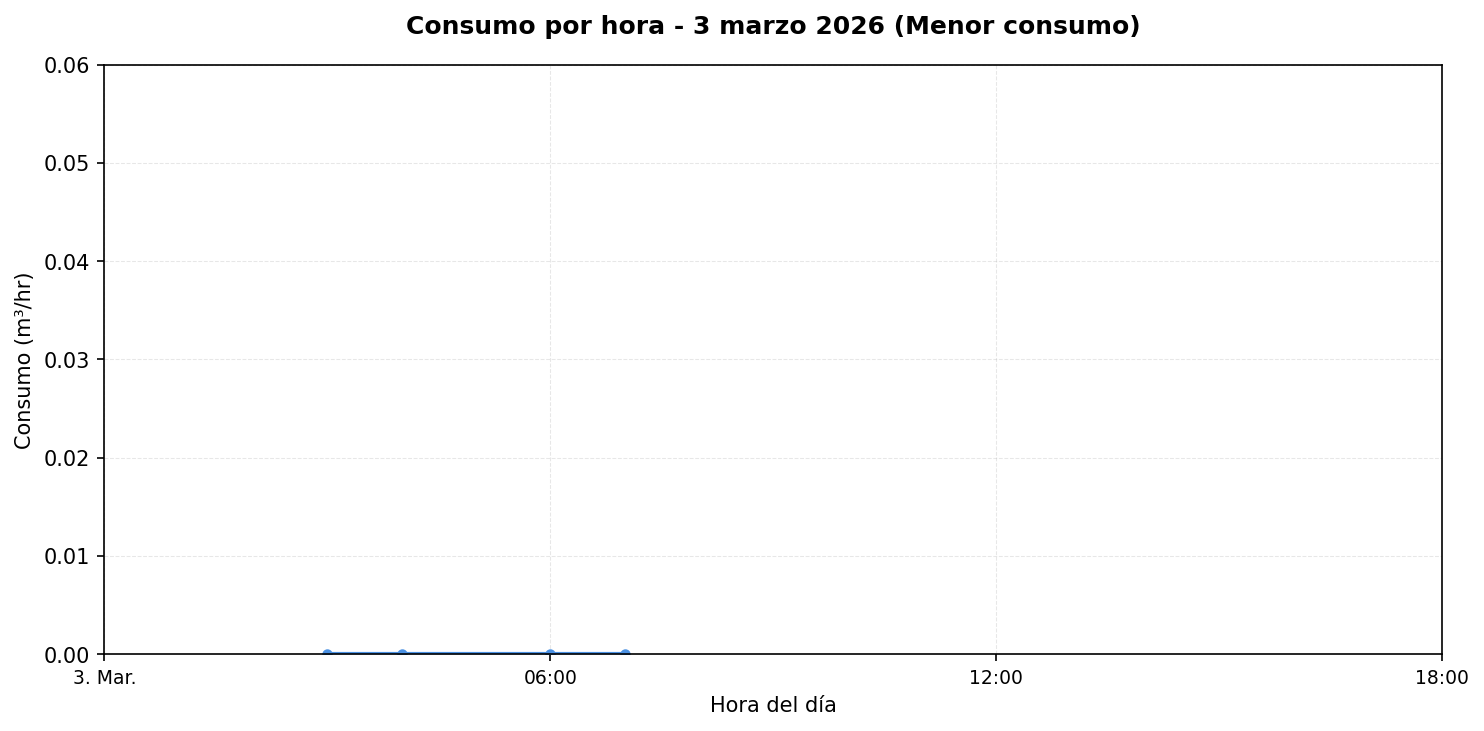 Consumo por hora - 3 marzo 2026 (Menor consumo)
Consumo (m³/hr)
0.06
0.05
0.04
0.03
0.02
0.01
0.00
3. Mar.
06:00
12:00
18:00
Hora del día